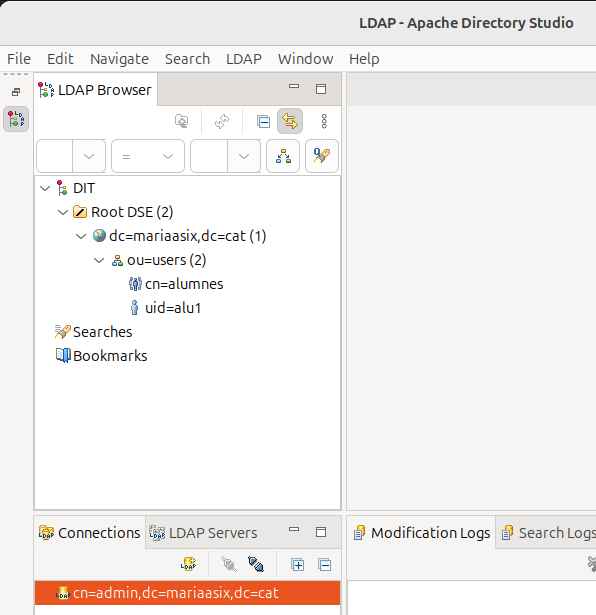 LDAP - Apache Directory Studio
File Edit Navigate Search LDAP Window Help
LDAP Browser
=
DIT
Root DSE (2)
dc=mariaasix,dc=cat (1)
ou=users (2)
cn=alumnes
uid=alu1
Searches
Bookmarks
Connections LDAP Servers
Modification Logs Search Logs
cn=admin,dc=mariaasix,dc=cat